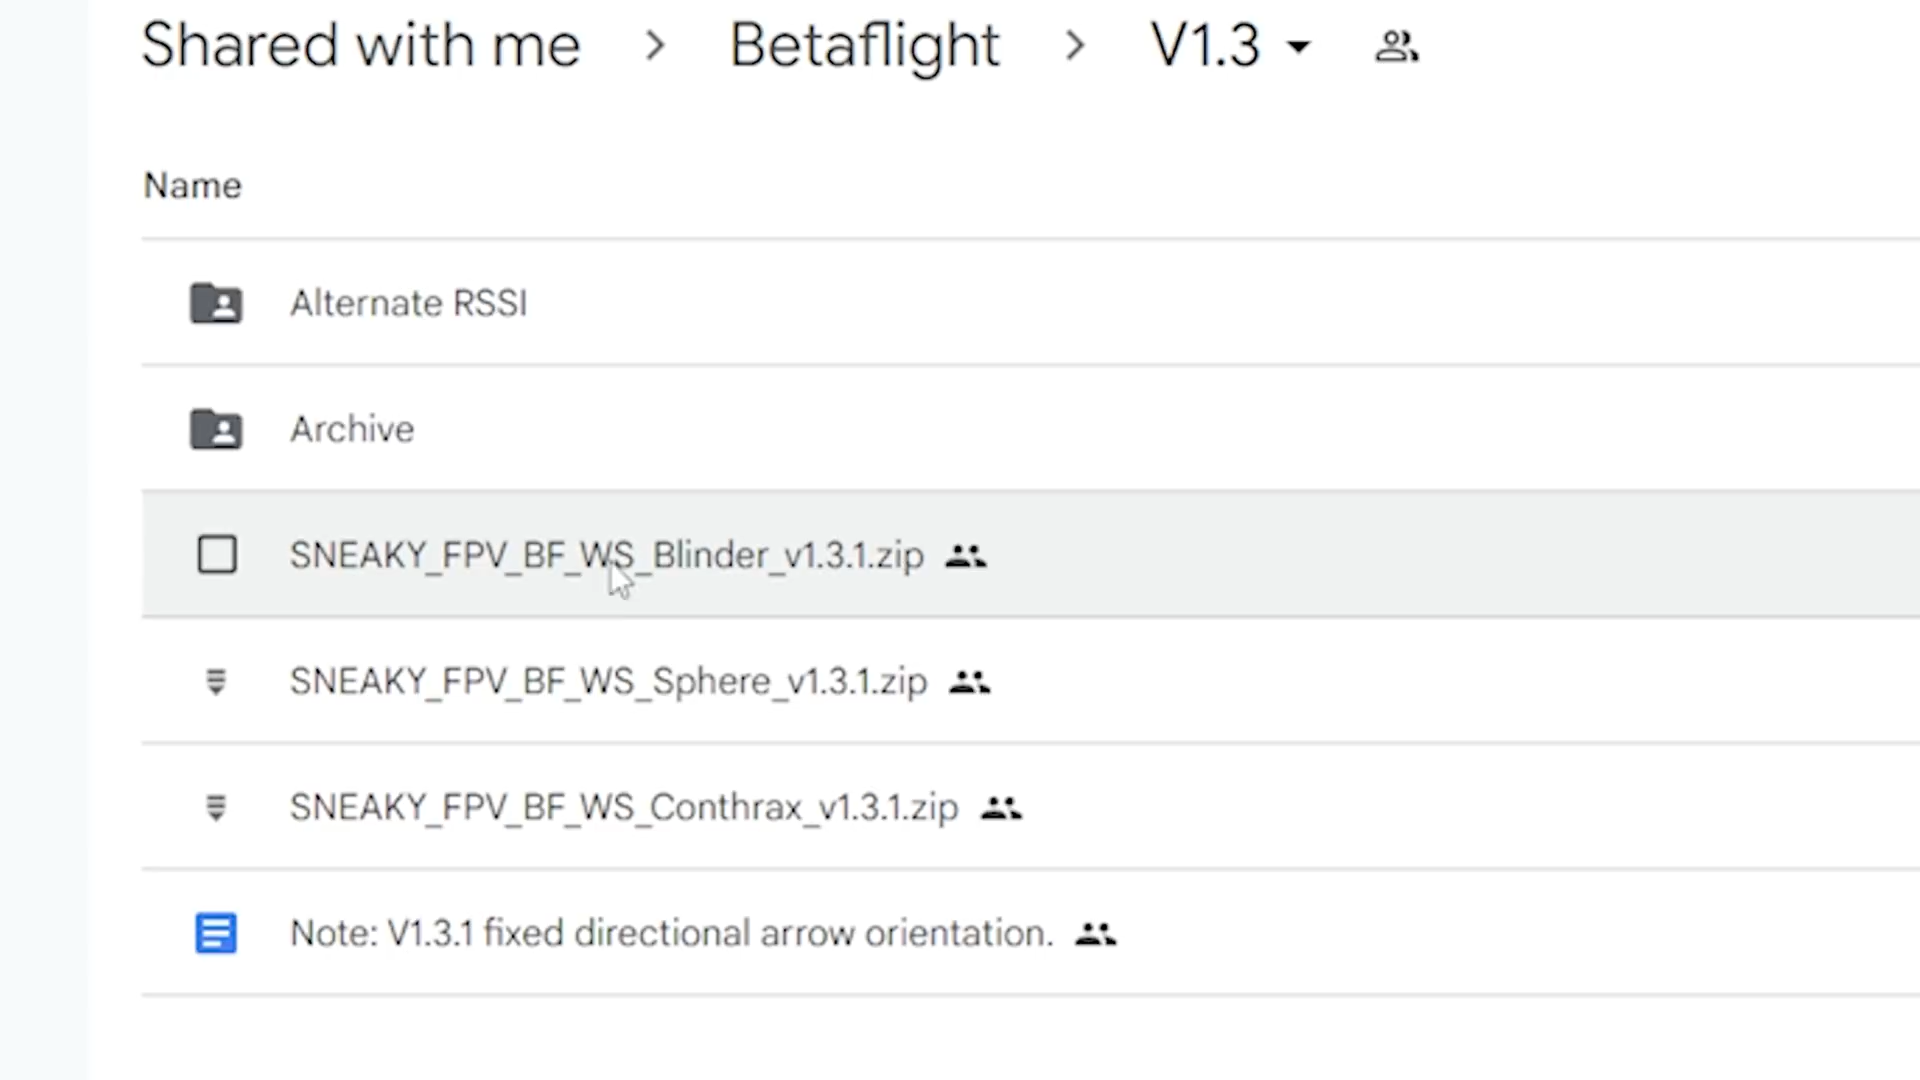 Shared with me > Betaflight > V1.3
Name
Alternate RSSI
Archive
SNEAKY_FPV_BF_WS_Blinder_v1.3.1.zip
SNEAKY_FPV_BF_WS_Sphere_v1.3.1.zip
SNEAKY_FPV_BF_WS_Conthrax_v1.3.1.zip
Note: V1.3.1 fixed directional arrow orientation.